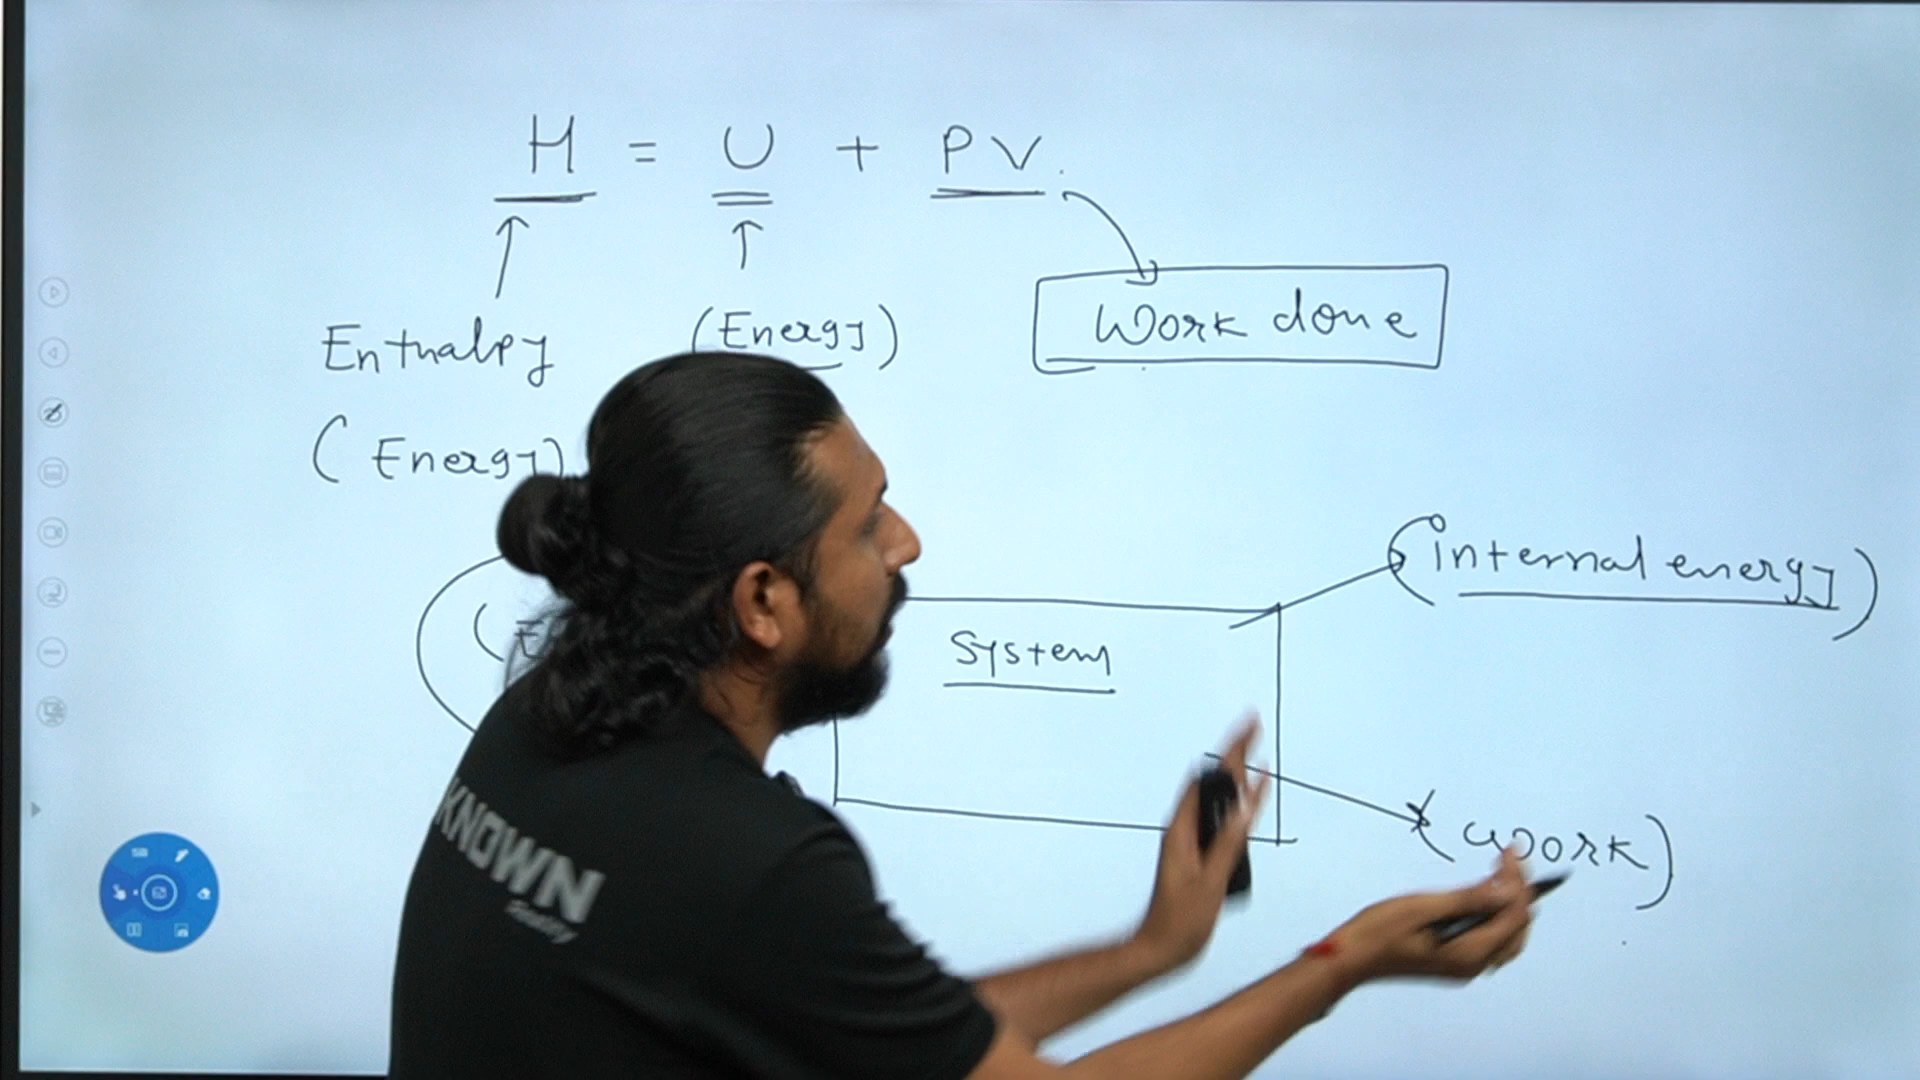 H = U + PV.
Enthalpy
(Energy)
Work done
(Energy)
(internal energy)
System
(work)
KNOWN